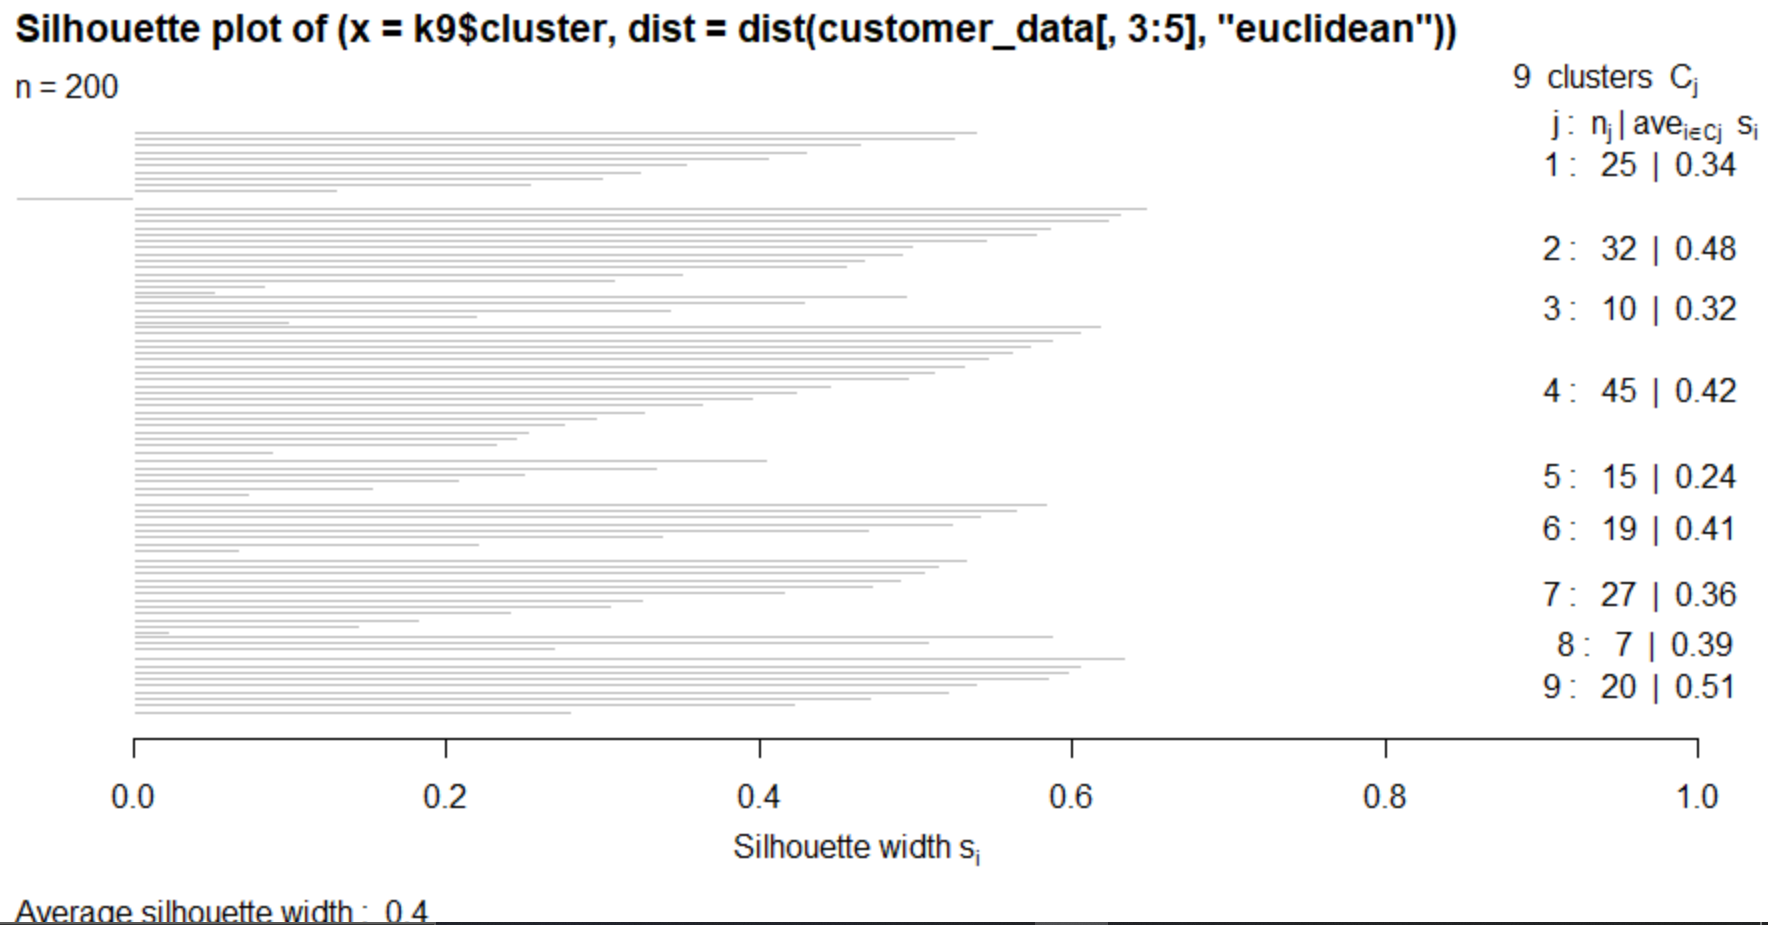 Silhouette plot of (x = k9$cluster, dist = dist(customer_data[, 3:5], "euclidean"))
n = 200
9 clusters Cj
j : nj | avei∈Cj si
1 : 25 | 0.34
2 : 32 | 0.48
3 : 10 | 0.32
4 : 45 | 0.42
5 : 15 | 0.24
6 : 19 | 0.41
7 : 27 | 0.36
8 : 7 | 0.39
9 : 20 | 0.51
0.0 0.2 0.4 0.6 0.8 1.0
Silhouette width si
Average silhouette width : 0.4